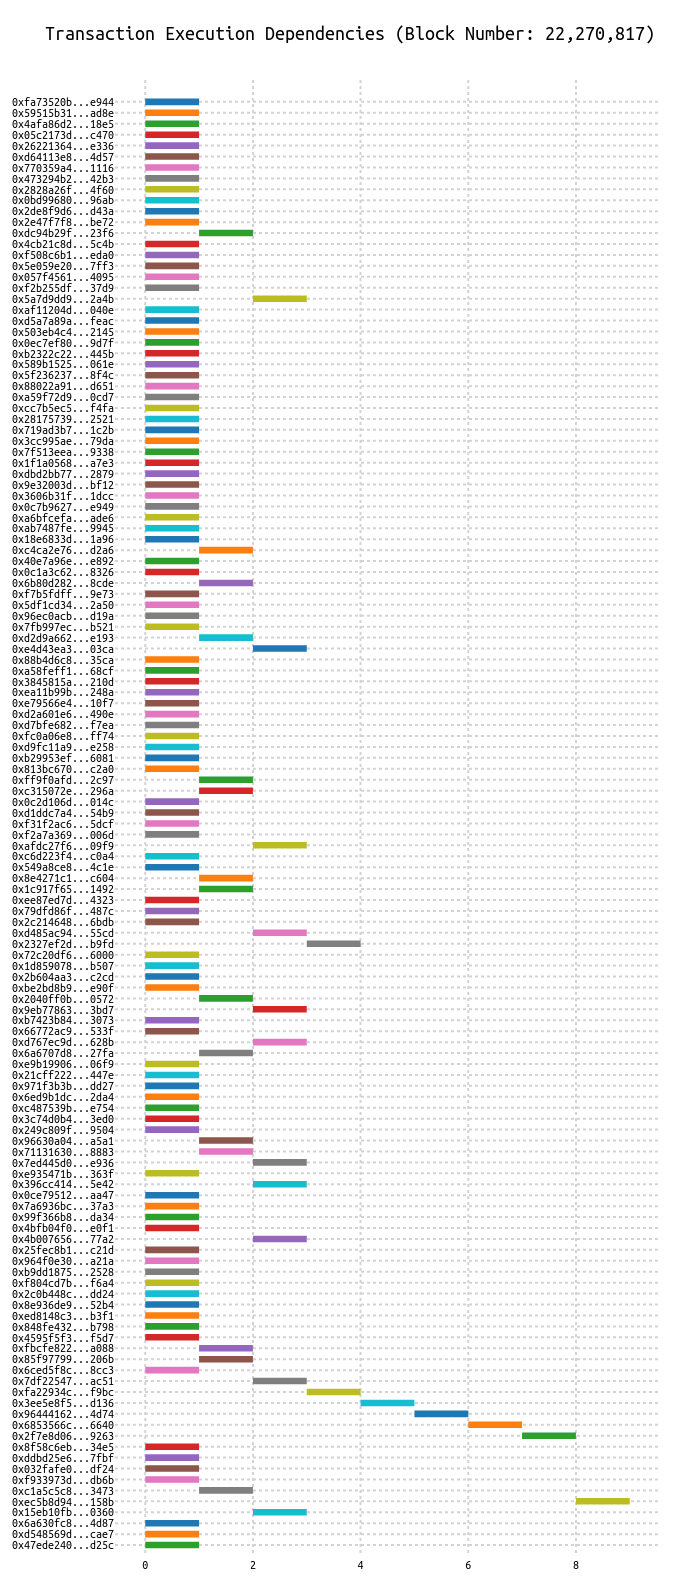 Transaction Execution Dependencies (Block Number: 22,270,817)
0xfa73520b...e944
0x59515b31...ad8e
0x4afa86d2...18e5
0x05c2173d...c470
0x26221364...e336
0xd64113e8...4d57
0x770359a4...1116
0x473294b2...42b3
0x2828a26f...4f60
0x0bd99680...96ab
0x2de8f9d6...d43a
0x2e47f7f8...be72
0xdc94b29f...23f6
0x4cb21c8d...5c4b
0xf508c6b1...eda0
0x5e059e20...7ff3
0x057f4561...4095
0xf2b255df...37d9
0x5a7d9dd9...2a4b
0xaf11204d...040e
0xd5a7a89a...feac
0x503eb4c4...2145
0x0ec7ef80...9d7f
0xb2322c22...445b
0x589b1525...061e
0x5f236237...8f4c
0x88022a91...d651
0xa59f72d9...0cd7
0xcc7b5ec5...f4fa
0x28175739...2521
0x719ad3b7...1c2b
0x3cc995ae...79da
0x7f513eea...9338
0x1f1a0568...a7e3
0xdbd2bb77...2879
0x9e32003d...bf12
0x3606b31f...1dcc
0x0c7b9627...e949
0xa6bfcefa...ade6
0xab7487fe...9945
0x18e6833d...1a96
0xc4ca2e76...d2a6
0x40e7a96e...e892
0x0c1a3c62...8326
0x6b80d282...8cde
0xf7b5fdff...9e73
0x5df1cd34...2a50
0x96ec0acb...d19a
0x7fb997ec...b521
0xd2d9a662...e193
0xe4d43ea3...03ca
0x88b4d6c8...35ca
0xa58feff1...68cf
0x3845815a...210d
0xea11b99b...248a
0xe79566e4...10f7
0xd2a601e6...490e
0xd7bfe682...f7ea
0xfc0a06e8...ff74
0xd9fc11a9...e258
0xb29953ef...6081
0x813bc670...c2a0
0xff9f0afd...2c97
0xc315072e...296a
0x0c2d106d...014c
0xd1ddc7a4...54b9
0xf31f2ac6...5dcf
0xf2a7a369...006d
0xafdc27f6...09f9
0xc6d223f4...c0a4
0x549a8ce8...4c1e
0x8e4271c1...c604
0x1c917f65...1492
0xee87ed7d...4323
0x79dfd86f...487c
0x2c214648...6bdb
0xd485ac94...55cd
0x2327ef2d...b9fd
0x72c20df6...6000
0x1d859078...b507
0x2b604aa3...c2cd
0xbe2bd8b9...e90f
0x2040ff0b...0572
0x9eb77863...3bd7
0xb7423b84...3073
0x66772ac9...533f
0xd767ec9d...628b
0x6a6707d8...27fa
0xe9b19906...06f9
0x21cff222...447e
0x971f3b3b...dd27
0x6ed9b1dc...2da4
0xc487539b...e754
0x3c74d0b4...3ed0
0x249c809f...9504
0x96630a04...a5a1
0x71131630...8883
0x7ed445d0...e936
0xe935471b...363f
0x396cc414...5e42
0x0ce79512...aa47
0x7a6936bc...37a3
0x99f366b8...da34
0x4bfb04f0...e0f1
0x4b007656...77a2
0x25fec8b1...c21d
0x964f0e30...a21a
0xb9dd1875...2528
0xf804cd7b...f6a4
0x2c0b448c...dd24
0x8e936de9...52b4
0xed8148c3...b3f1
0x848fe432...b798
0x4595f5f3...f5d7
0xfbcfe822...a088
0x85f97799...206b
0x6ced5f8c...8cc3
0x7df22547...ac51
0xfa22934c...f9bc
0x3ee5e8f5...d136
0x96444162...4d74
0x6853566c...6640
0x2f7e8d06...9263
0x8f58c6eb...34e5
0xddbd25e6...7fbf
0x032fafe0...df24
0xf933973d...db6b
0xc1a5c5c8...3473
0xec5b8d94...158b
0x15eb10fb...0360
0x6a630fc8...4d87
0xd548569d...cae7
0x47ede240...d25c
0 2 4 6 8